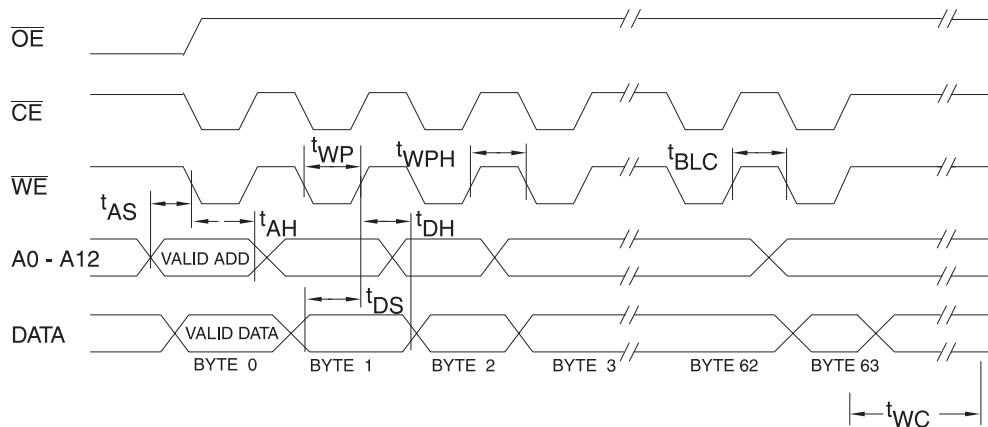 OE
CE
tWP
tWPH
tBLC
WE
tAS
tAH
tDH
A0 - A12
VALID ADD
tDS
DATA
VALID DATA
BYTE 0
BYTE 1
BYTE 2
BYTE 3
BYTE 62
BYTE 63
tWC